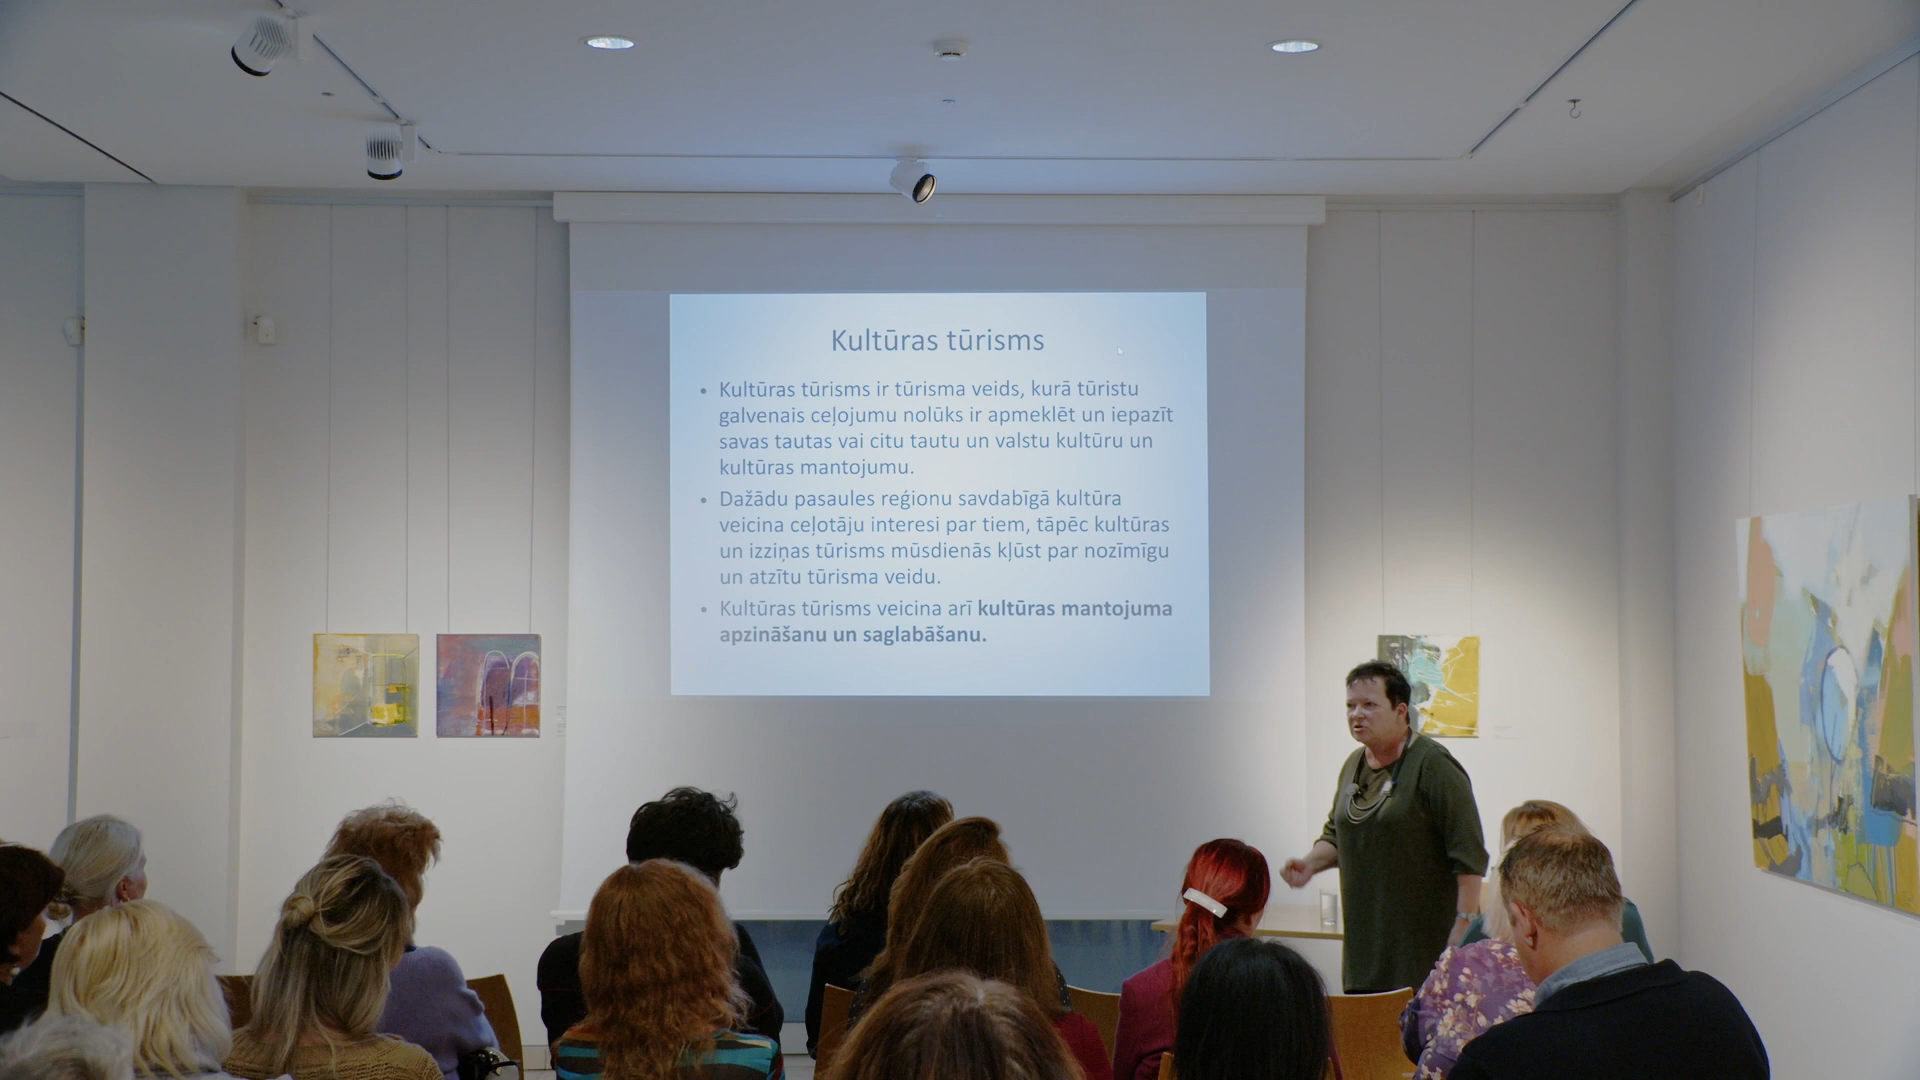 Kultūras tūrisms
• Kultūras tūrisms ir tūrisma veids, kurā tūristu
galvenais ceļojumu nolūks ir apmeklēt un iepazīt
savas tautas vai citu tautu un valstu kultūru un
kultūras mantojumu.
• Dažādu pasaules reģionu savdabīgā kultūra
veicina ceļotāju interesi par tiem, tāpēc kultūras
un izziņas tūrisms mūsdienās kļūst par nozīmīgu
un atzītu tūrisma veidu.
• Kultūras tūrisms veicina arī kultūras mantojuma
apzināšanu un saglabāšanu.